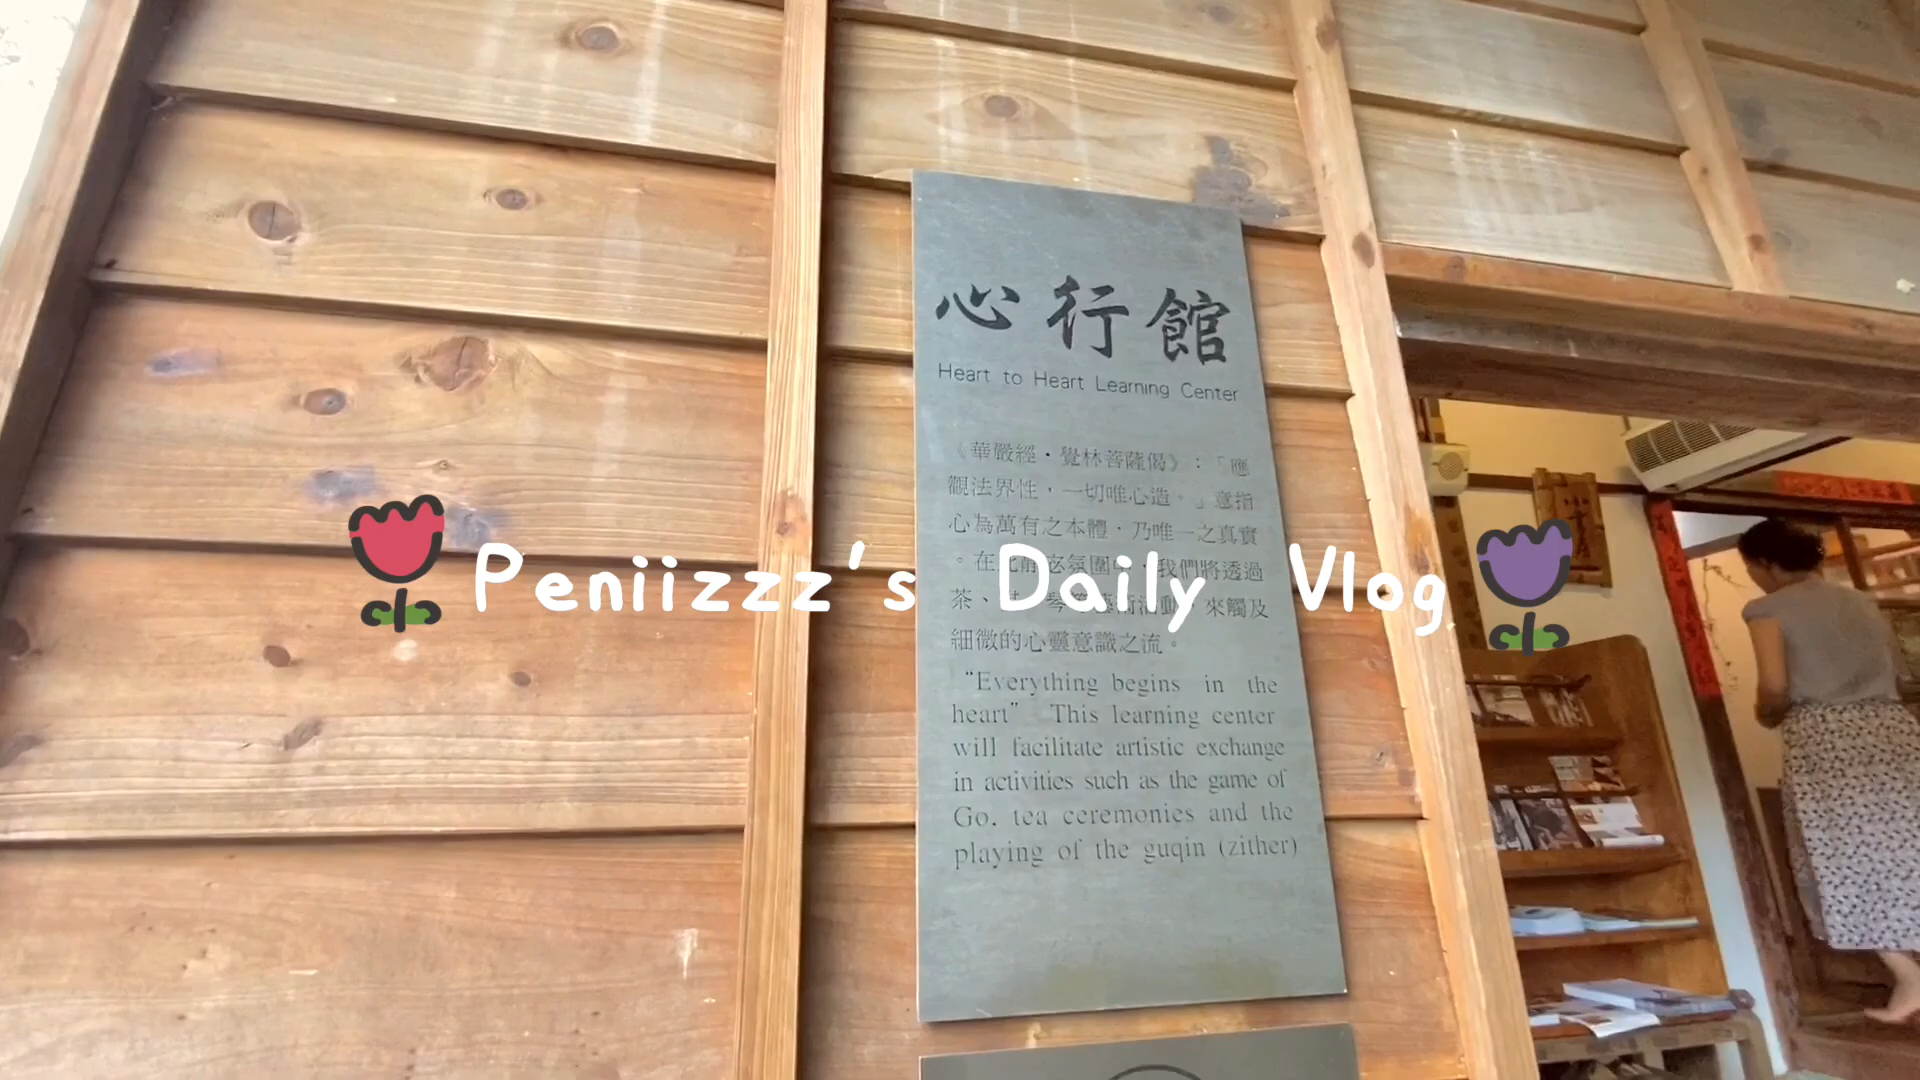 心行館
Heart to Heart Learning Center
《華嚴經・覺林菩薩偈》：「應
觀法界性，一切唯心造。」意指
心為萬有之本體，乃唯一之真實
。在 氛圍 ，我們將透過
茶、 來觸及
細微的心靈意識之流。
Peniizzz's Daily Vlog
“Everything begins in the
heart” This learning center
will facilitate artistic exchange
in activities such as the game of
Go. tea ceremonies and the
playing of the guqin (zither)